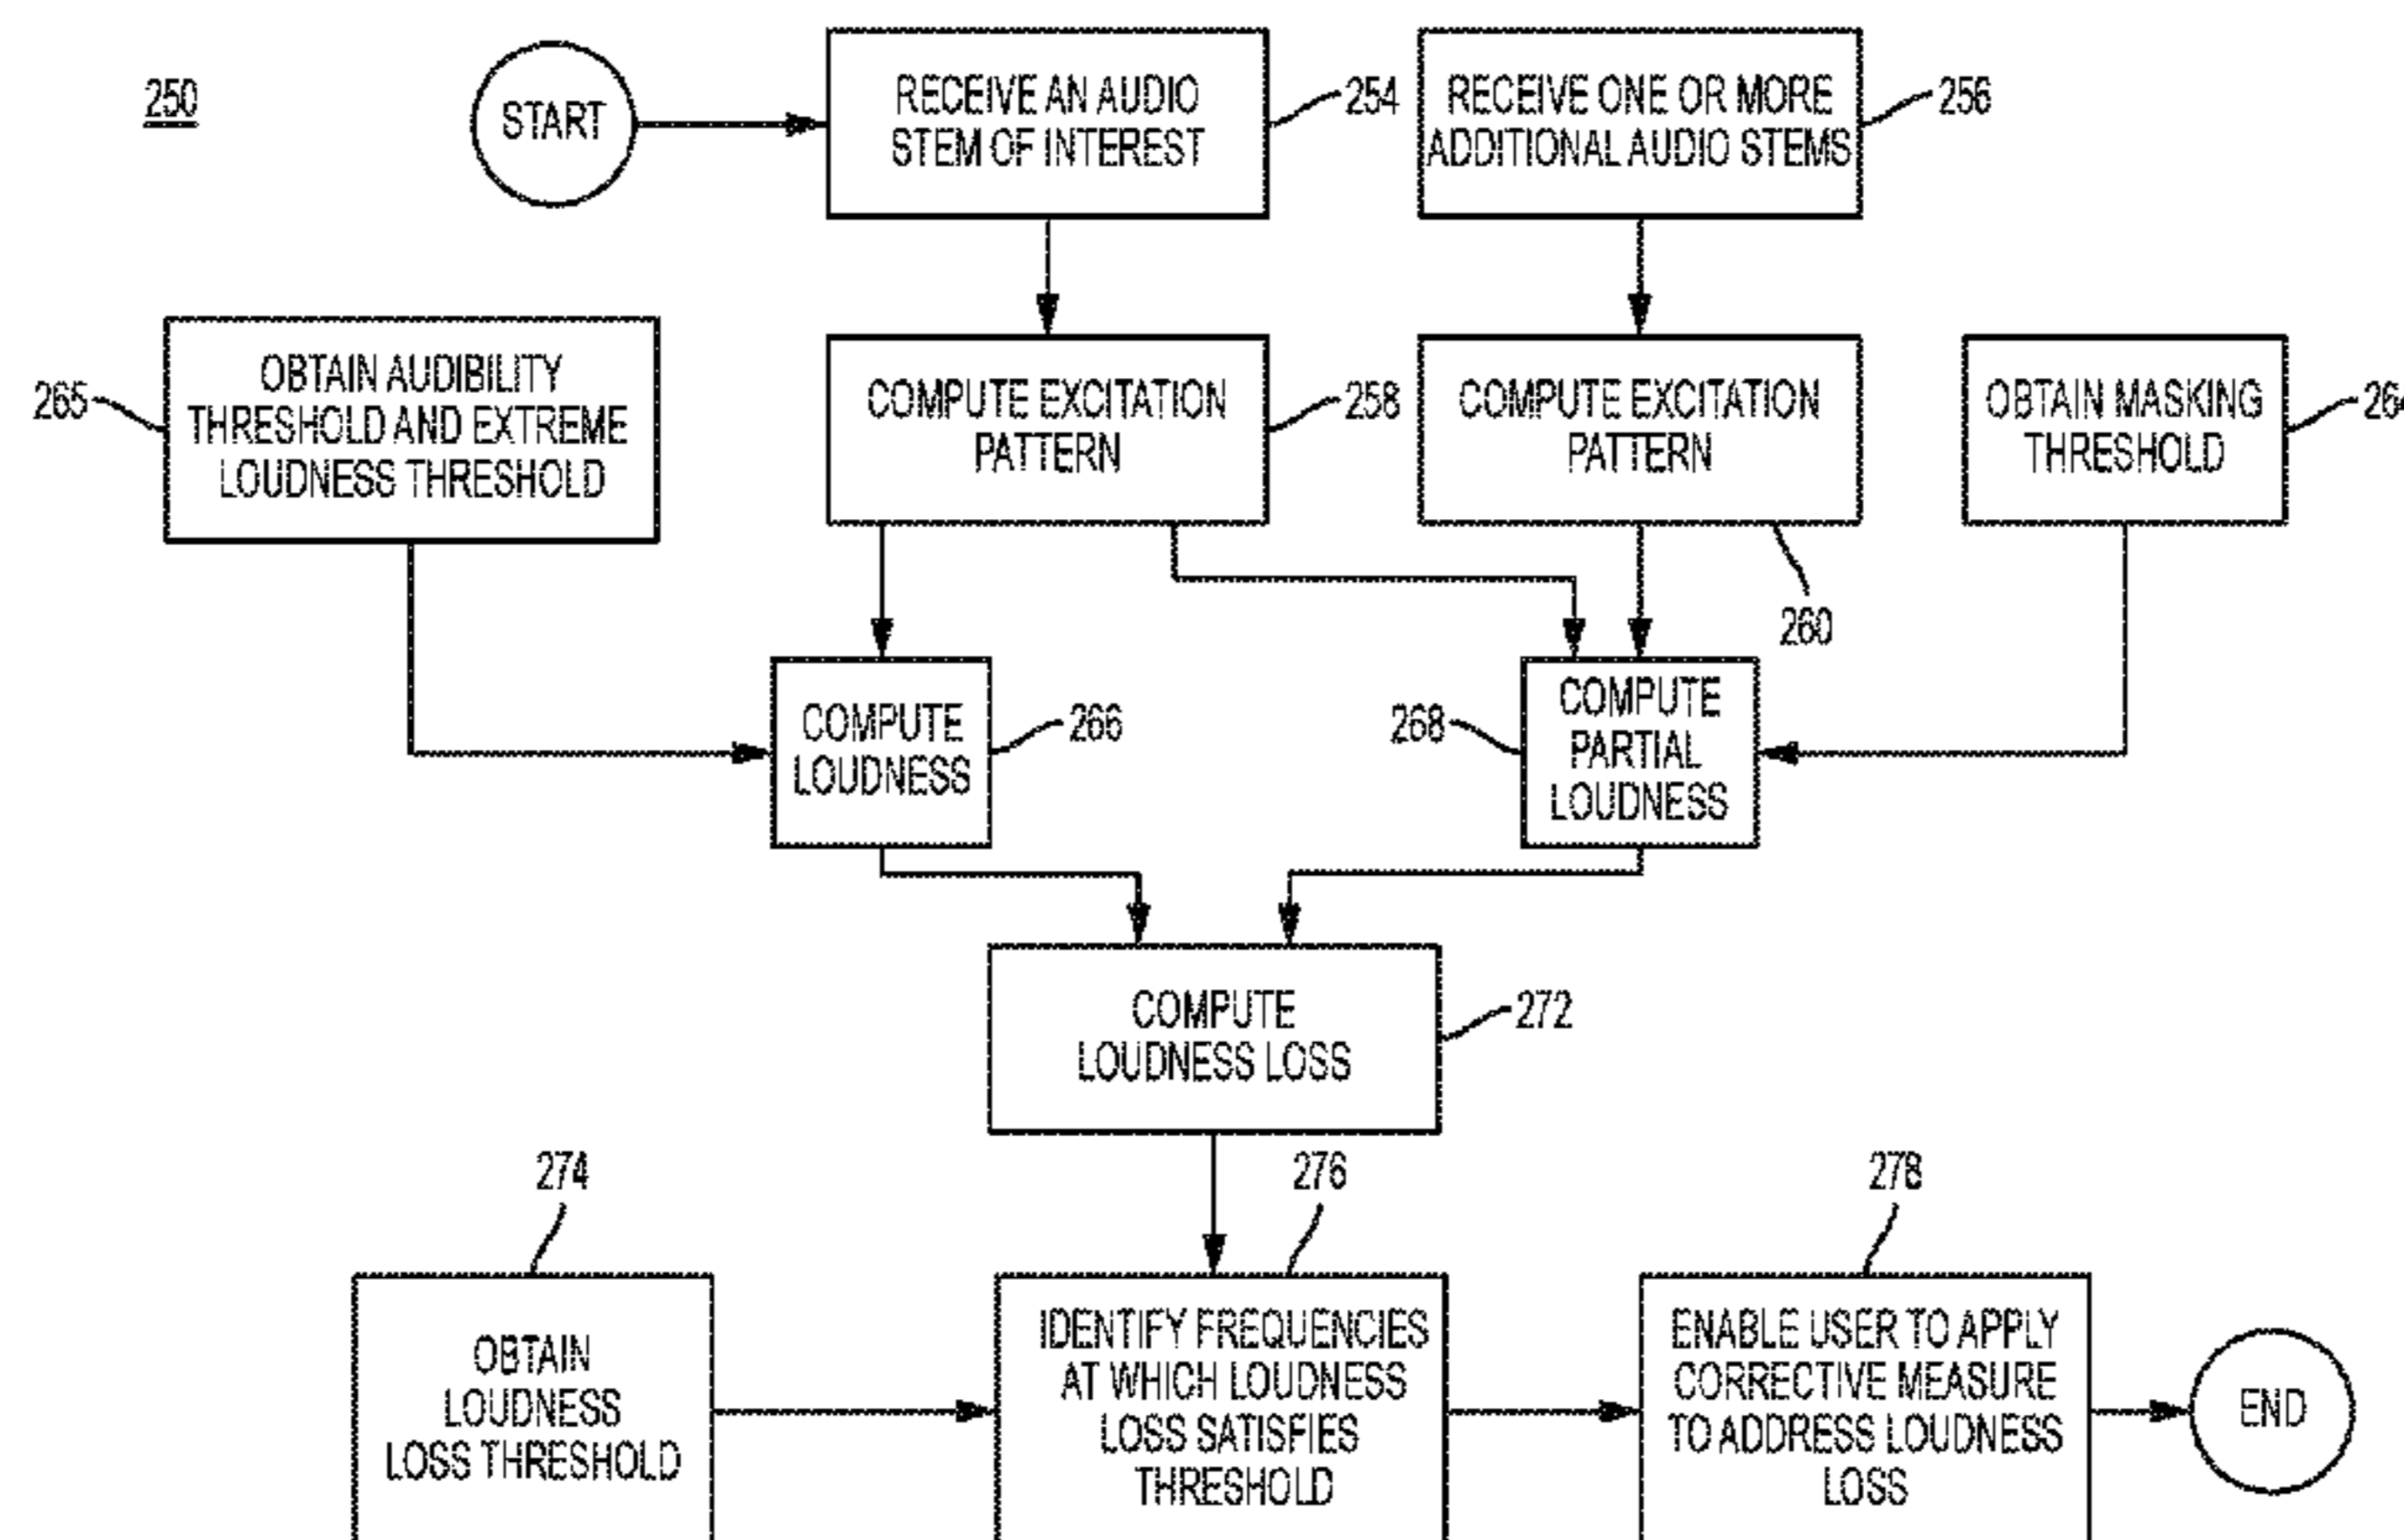 250
START
RECEIVE AN AUDIO
STEM OF INTEREST
254
RECEIVE ONE OR MORE
ADDITIONAL AUDIO STEMS
256
265
OBTAIN AUDIBILITY
THRESHOLD AND EXTREME
LOUDNESS THRESHOLD
COMPUTE EXCITATION
PATTERN
258
COMPUTE EXCITATION
PATTERN
260
OBTAIN MASKING
THRESHOLD
COMPUTE
LOUDNESS
266
268
COMPUTE
PARTIAL
LOUDNESS
COMPUTE
LOUDNESS LOSS
272
274
OBTAIN
LOUDNESS
LOSS THRESHOLD
276
IDENTIFY FREQUENCIES
AT WHICH LOUDNESS
LOSS SATISFIES
THRESHOLD
278
ENABLE USER TO APPLY
CORRECTIVE MEASURE
TO ADDRESS LOUDNESS
LOSS
END